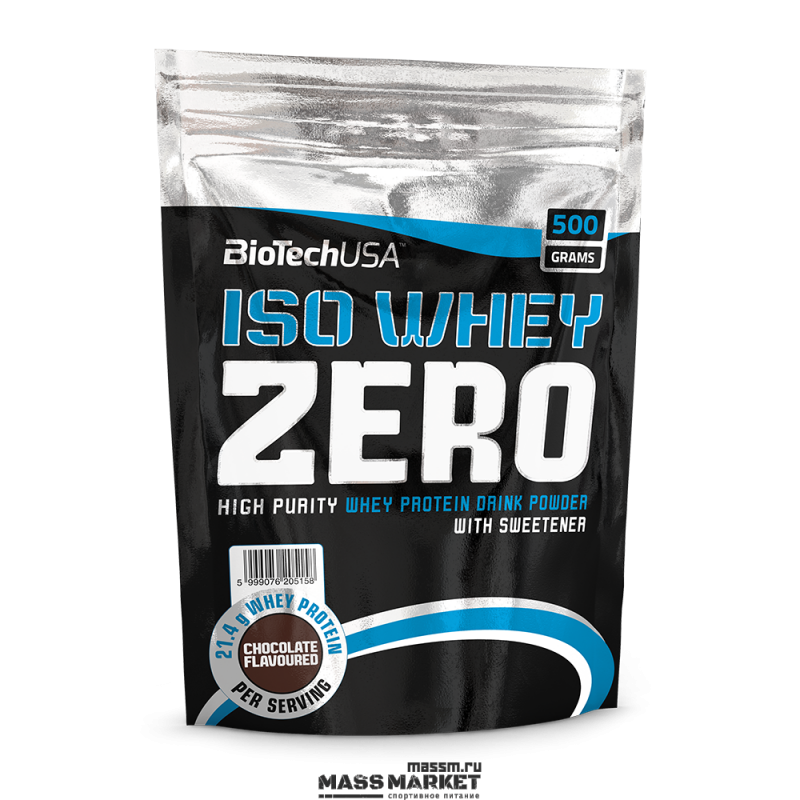 500
GRAMS
BioTechUSA™
ISO WHEY
ZERO
HIGH PURITY WHEY PROTEIN DRINK POWDER
WITH SWEETENER
5 999076 205158
21.4 g WHEY PROTEIN
CHOCOLATE
FLAVOURED
PER SERVING
massm.ru
MASS MARKET
спортивное питание